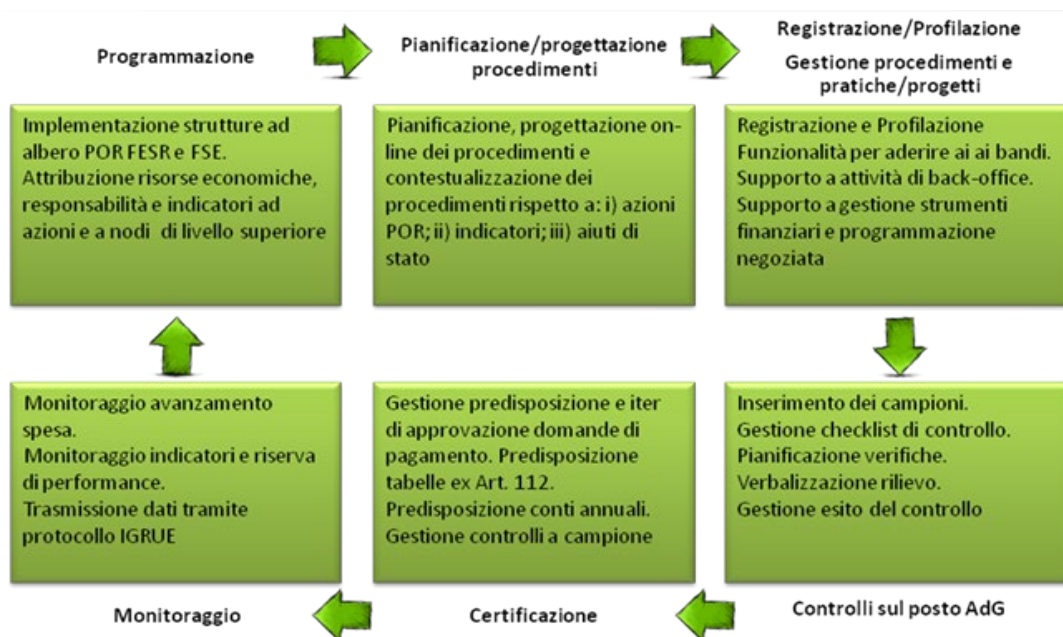 Programmazione
Pianificazione/progettazione
procedimenti
Registrazione/Profilazione
Gestione procedimenti e
pratiche/progetti
Implementazione strutture ad
albero POR FESR e FSE.
Attribuzione risorse economiche,
responsabilità e indicatori ad
azioni e a nodi di livello superiore
Pianificazione, progettazione on-
line dei procedimenti e
contestualizzazione dei
procedimenti rispetto a: i) azioni
POR; ii) indicatori; iii) aiuti di
stato
Registrazione e Profilazione
Funzionalità per aderire ai ai bandi.
Supporto a attività di back-office.
Supporto a gestione strumenti
finanziari e programmazione
negoziata
Monitoraggio avanzamento
spesa.
Monitoraggio indicatori e riserva
di performance.
Trasmissione dati tramite
protocollo IGRUE
Gestione predisposizione e iter
di approvazione domande di
pagamento. Predisposizione
tabelle ex Art. 112.
Predisposizione conti annuali.
Gestione controlli a campione
Inserimento dei campioni.
Gestione checklist di controllo.
Pianificazione verifiche.
Verbalizzazione rilievo.
Gestione esito del controllo
Monitoraggio
Certificazione
Controlli sul posto AdG